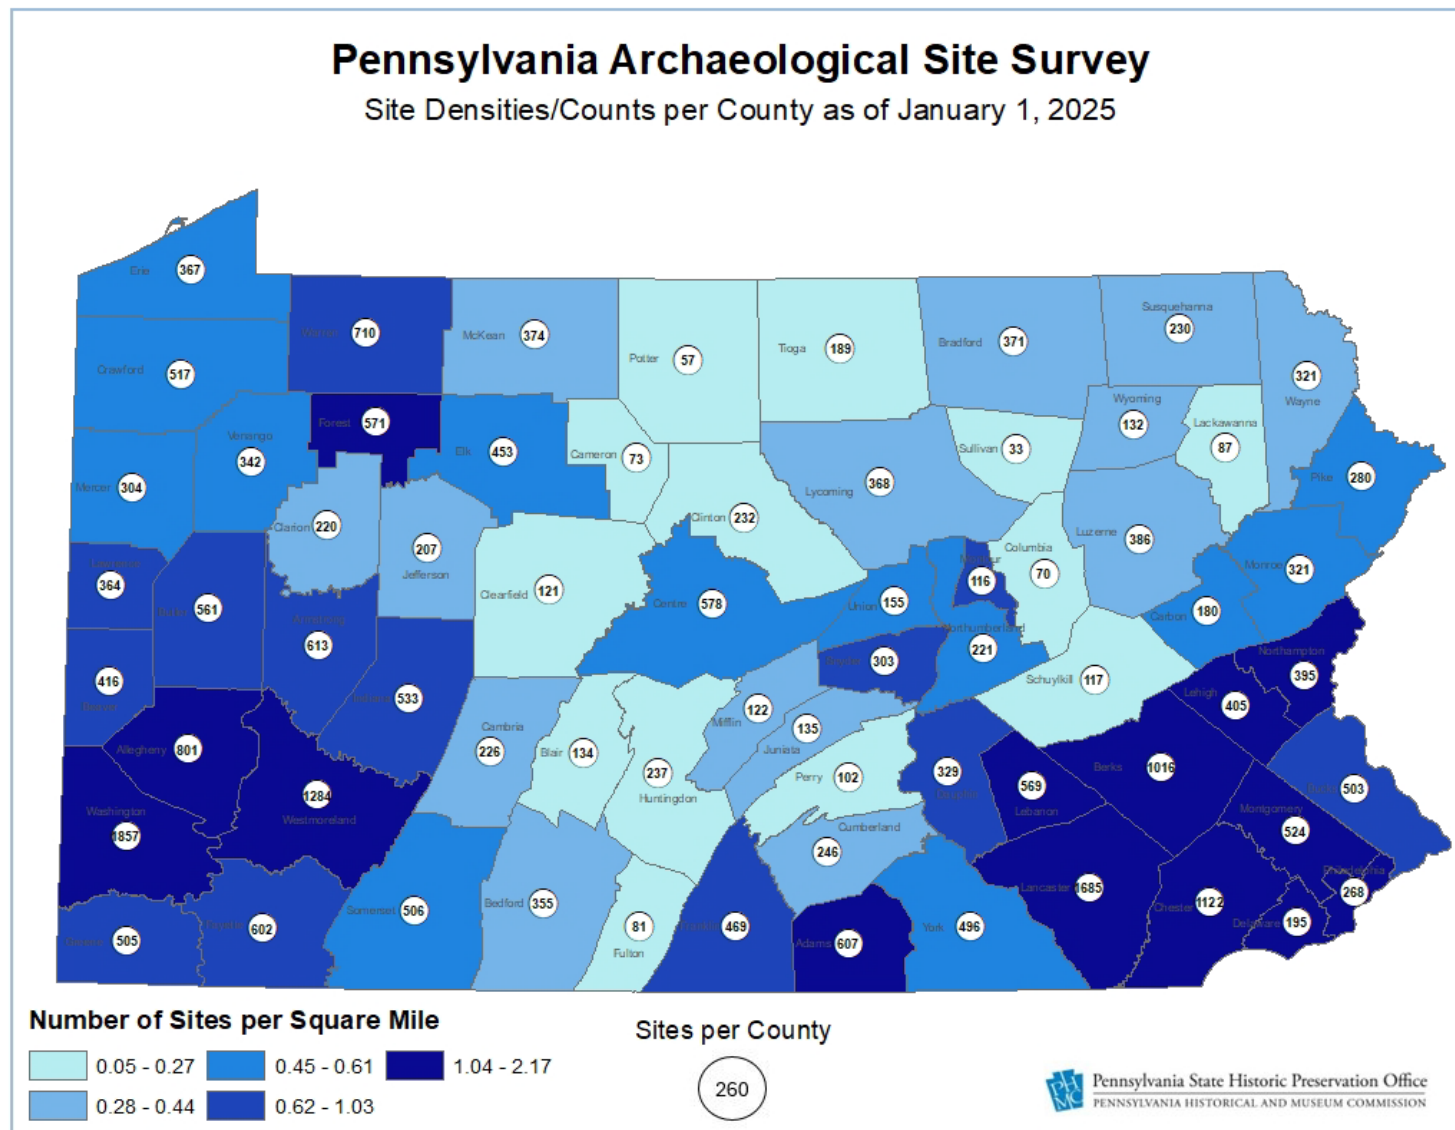 Pennsylvania Archaeological Site Survey
Site Densities/Counts per County as of January 1, 2025
Erie 367
Warren 710
McKean 374
Potter 57
Tioga 189
Bradford 371
Susquehanna 230
Wayne 321
Crawford 517
Forest 571
Venango 342
Elk 453
Cameron 73
Sullivan 33
Wyoming 132
Lackawanna 87
Mercer 304
Clarion 220
Jefferson 207
Clinton 232
Lycoming 368
Luzerne 386
Pike 280
Lawrence 364
Butler 561
Armstrong 613
Clearfield 121
Centre 578
Union 155
Montour 116
Columbia 70
Carbon 180
Monroe 321
Beaver 416
Indiana 533
Snyder 303
Northumberland 221
Schuylkill 117
Northampton 395
Lehigh 405
Allegheny 801
Westmoreland 1284
Cambria 226
Blair 134
Huntingdon 237
Mifflin 122
Juniata 135
Perry 102
Dauphin 329
Lebanon 569
Berks 1016
Montgomery 524
Bucks 503
Washington 1857
Cumberland 246
Lancaster 1685
Chester 1122
Delaware 195
Philadelphia 268
Greene 505
Fayette 602
Somerset 506
Bedford 355
Fulton 81
Franklin 469
Adams 607
York 496
Number of Sites per Square Mile
0.05 - 0.27
0.45 - 0.61
1.04 - 2.17
0.28 - 0.44
0.62 - 1.03
Sites per County
260
PHMC
Pennsylvania State Historic Preservation Office
PENNSYLVANIA HISTORICAL AND MUSEUM COMMISSION